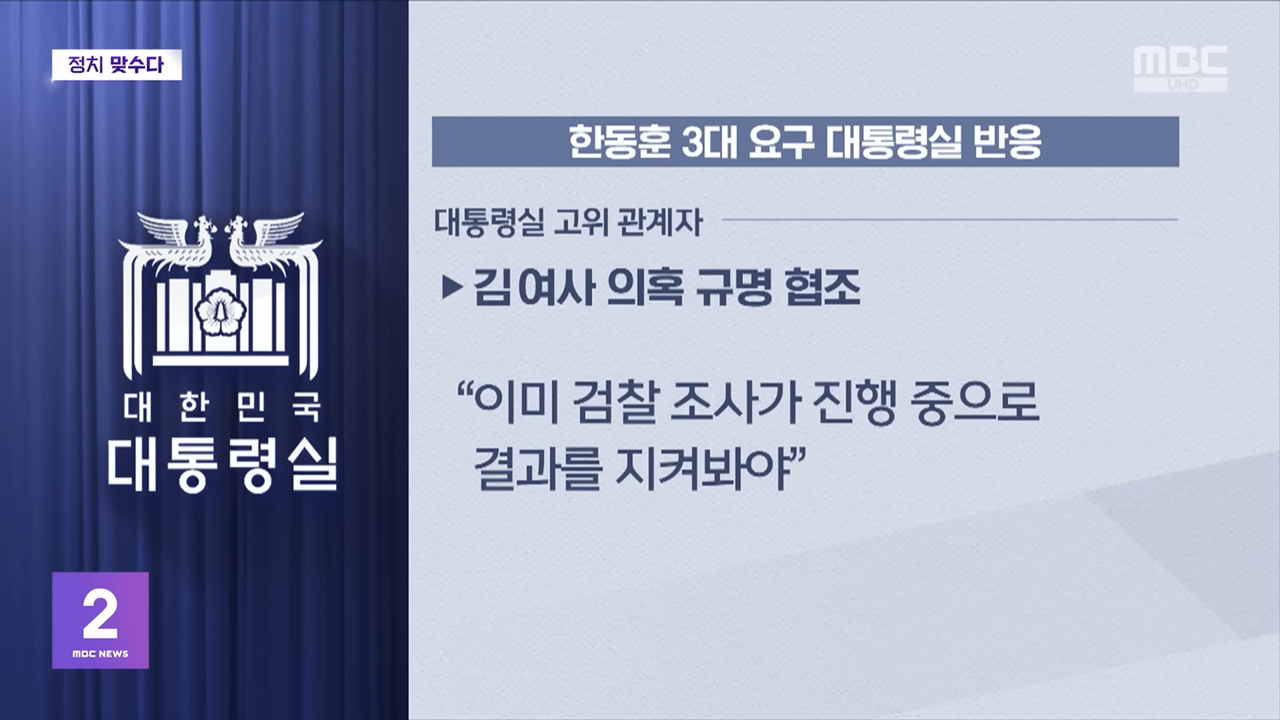 정치 맞수다
MBC
UHD
한동훈 3대 요구 대통령실 반응
대통령실 고위 관계자
▶ 김 여사 의혹 규명 협조
“이미 검찰 조사가 진행 중으로
결과를 지켜봐야”
대한민국
대통령실
2
MBC NEWS